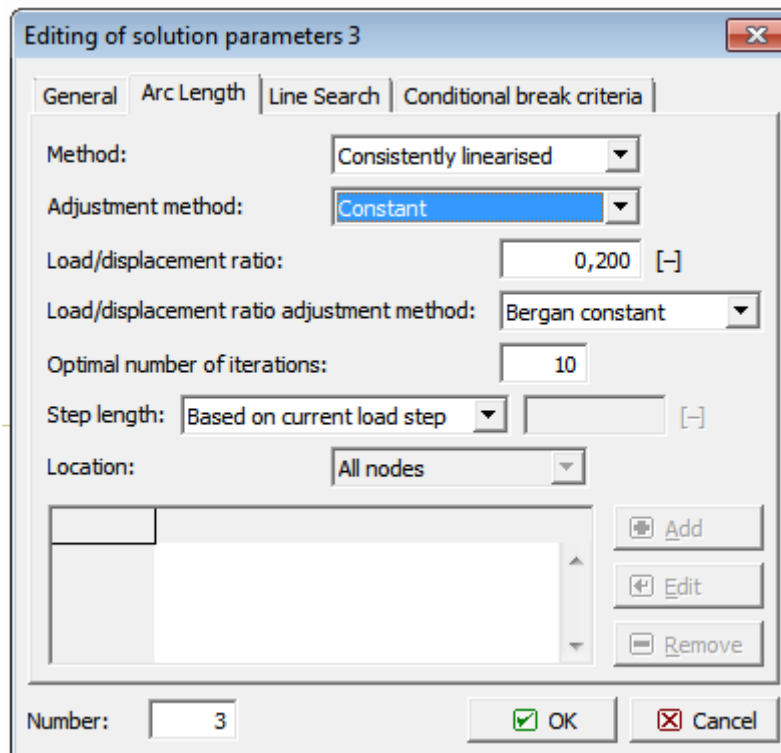 Editing of solution parameters 3
General Arc Length Line Search Conditional break criteria
Method: Consistently linearised
Adjustment method: Constant
Load/displacement ratio: 0,200 [–]
Load/displacement ratio adjustment method: Bergan constant
Optimal number of iterations: 10
Step length: Based on current load step [–]
Location: All nodes
Add
Edit
Remove
Number: 3 OK Cancel